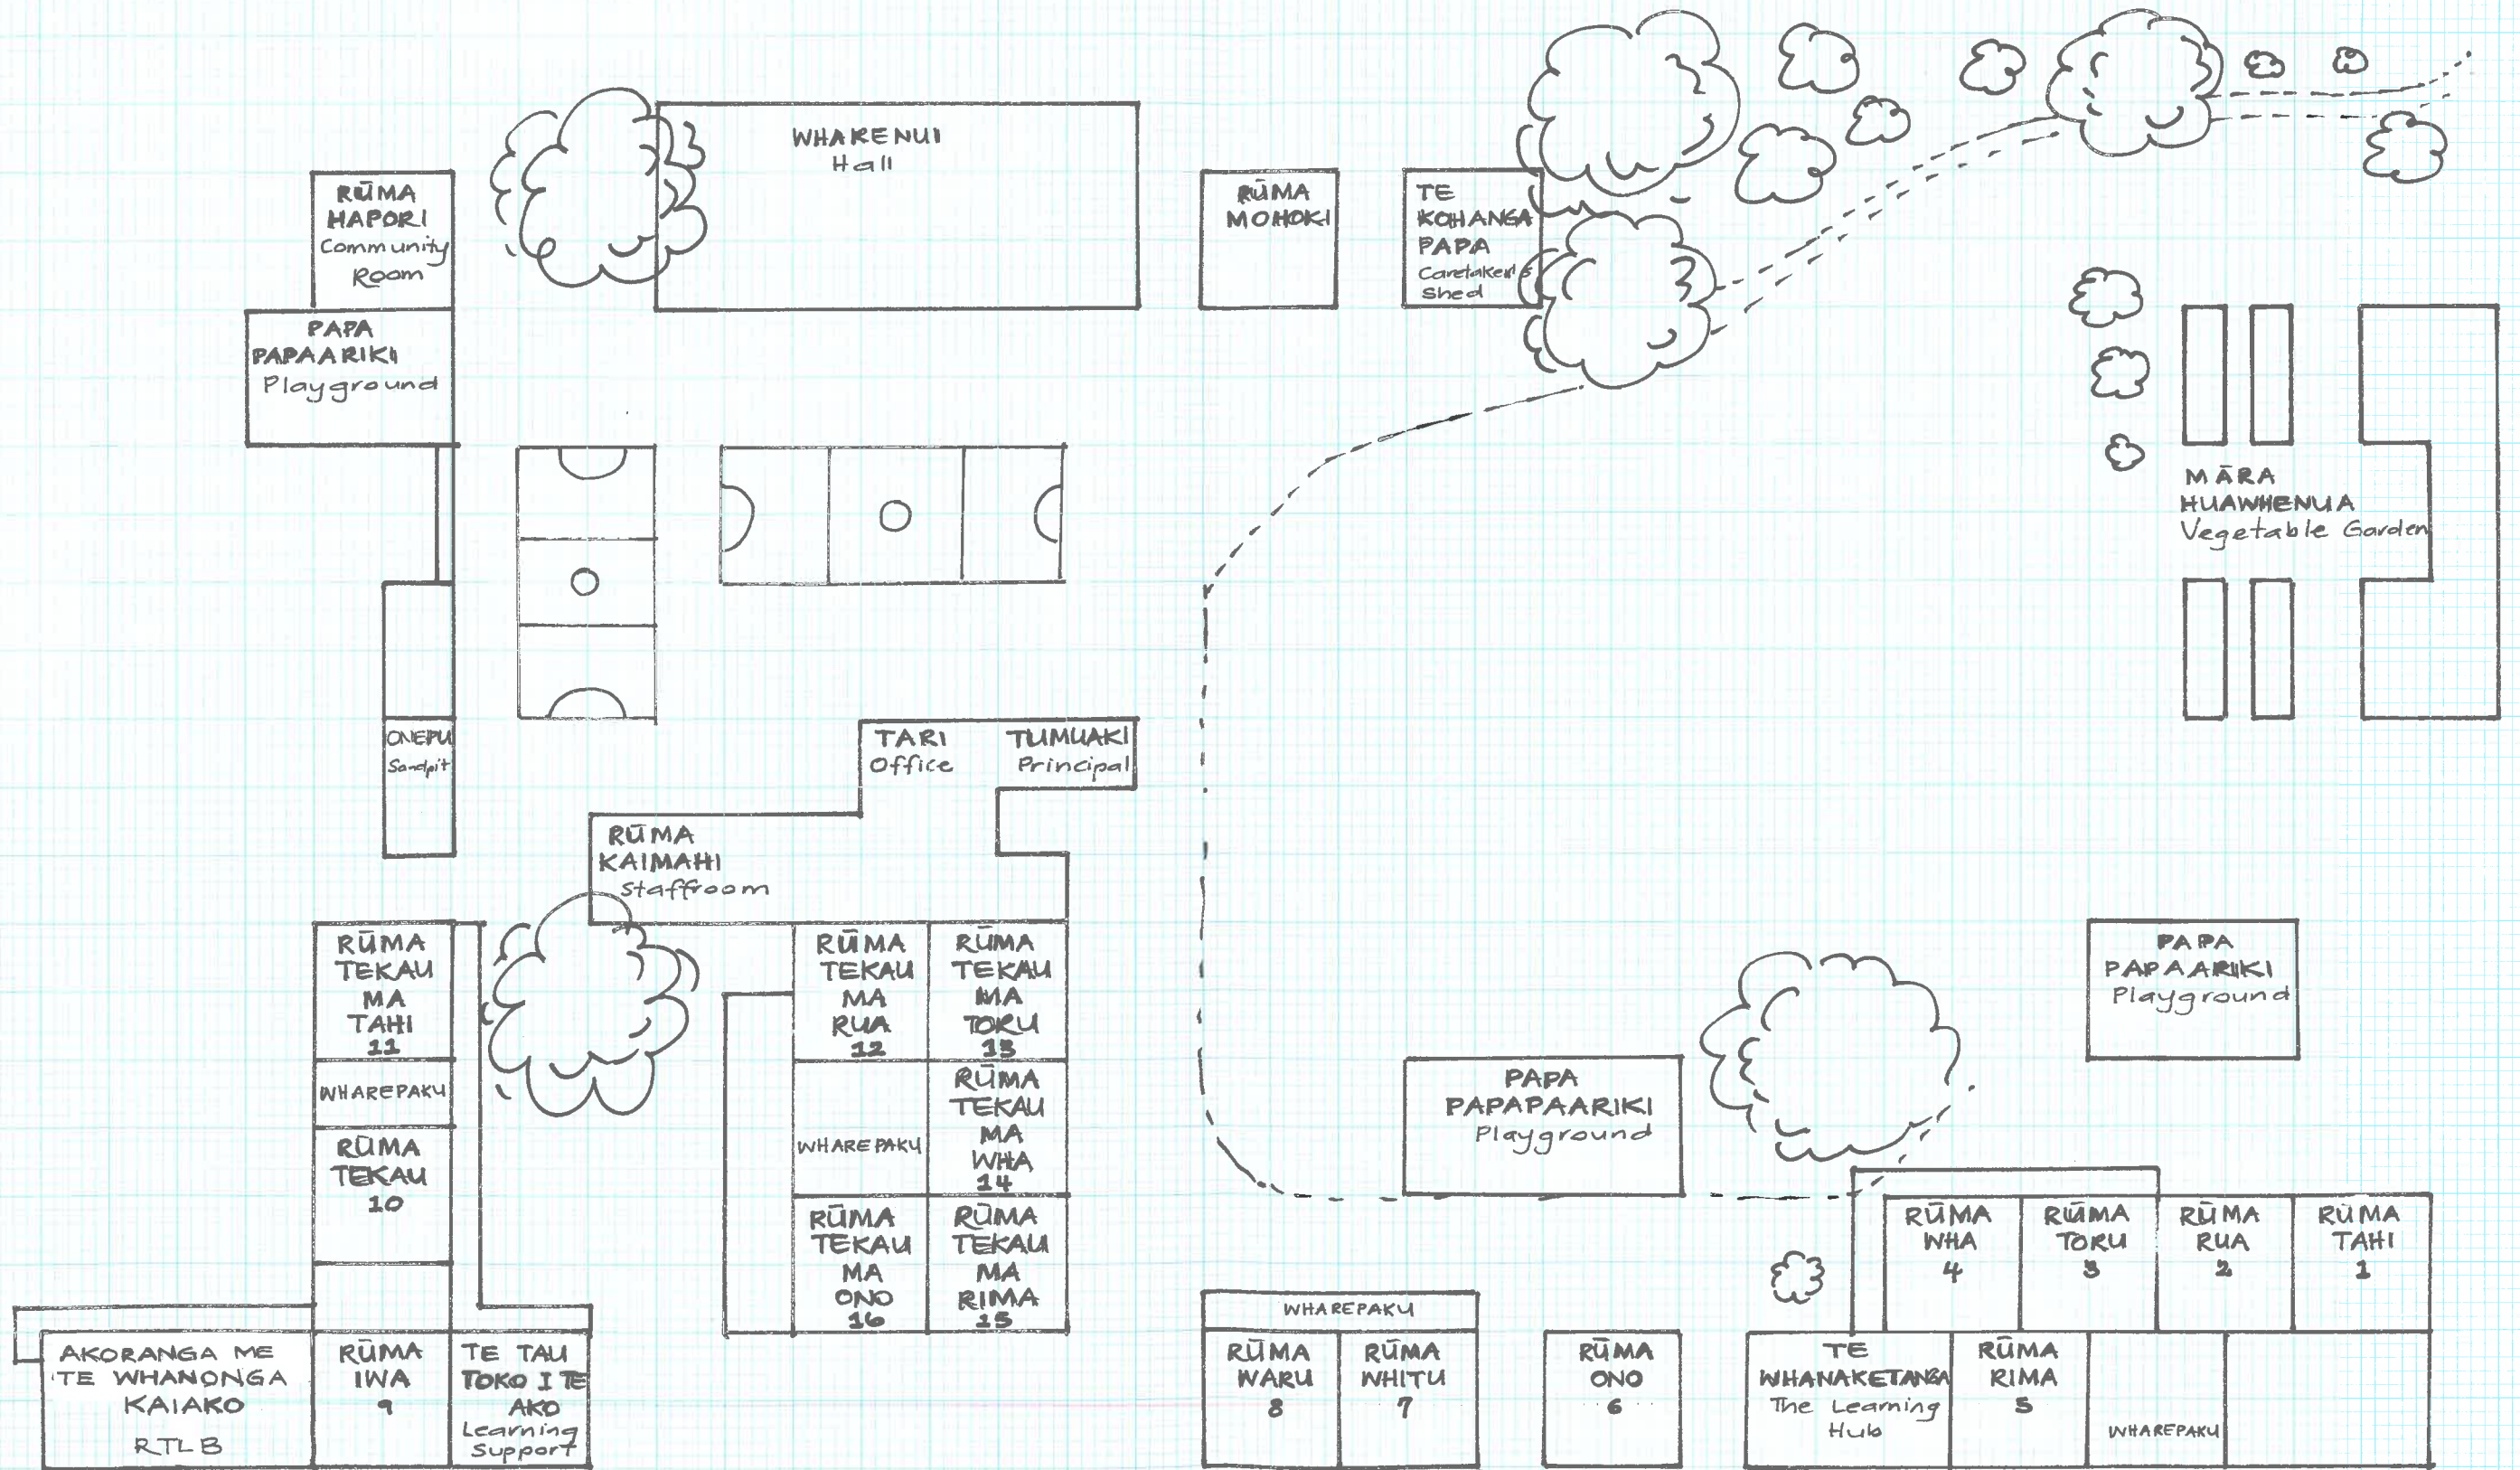 WHARENUI
Hall
RŪMA
HAPORI
Community
Room
RŪMA
MOHOKI
TE
KOHANGA
PAPA
Caretaker's
Shed
PAPA
PAPAARIKI
Playground
MĀRA
HUAWHENUA
Vegetable Garden
ONEPU
Sandpit
TARI
Office
TUMUAKI
Principal
RŪMA
KAIMAHI
Staffroom
RŪMA
TEKAU
MA
TAHI
11
WHAREPAKU
RŪMA
TEKAU
10
RŪMA
TEKAU
MA
RUA
12
RŪMA
TEKAU
MA
TORU
13
WHAREPAKU
RŪMA
TEKAU
MA
WHA
14
RŪMA
TEKAU
MA
ONO
16
RŪMA
TEKAU
MA
RIMA
15
PAPA
PAPAARIKI
Playground
PAPA
PAPAPAARIKI
Playground
RŪMA
WHA
4
RŪMA
TORU
3
RŪMA
RUA
2
RŪMA
TAHI
1
AKORANGA ME
TE WHANONGA
KAIAKO
RTLB
RŪMA
IWA
9
TE TAU
TOKO I TE
AKO
Learning
Support
WHAREPAKU
RŪMA
WARU
8
RŪMA
WHITU
7
RŪMA
ONO
6
TE
WHANAKETANGA
The Learning
Hub
RŪMA
RIMA
5
WHAREPAKU